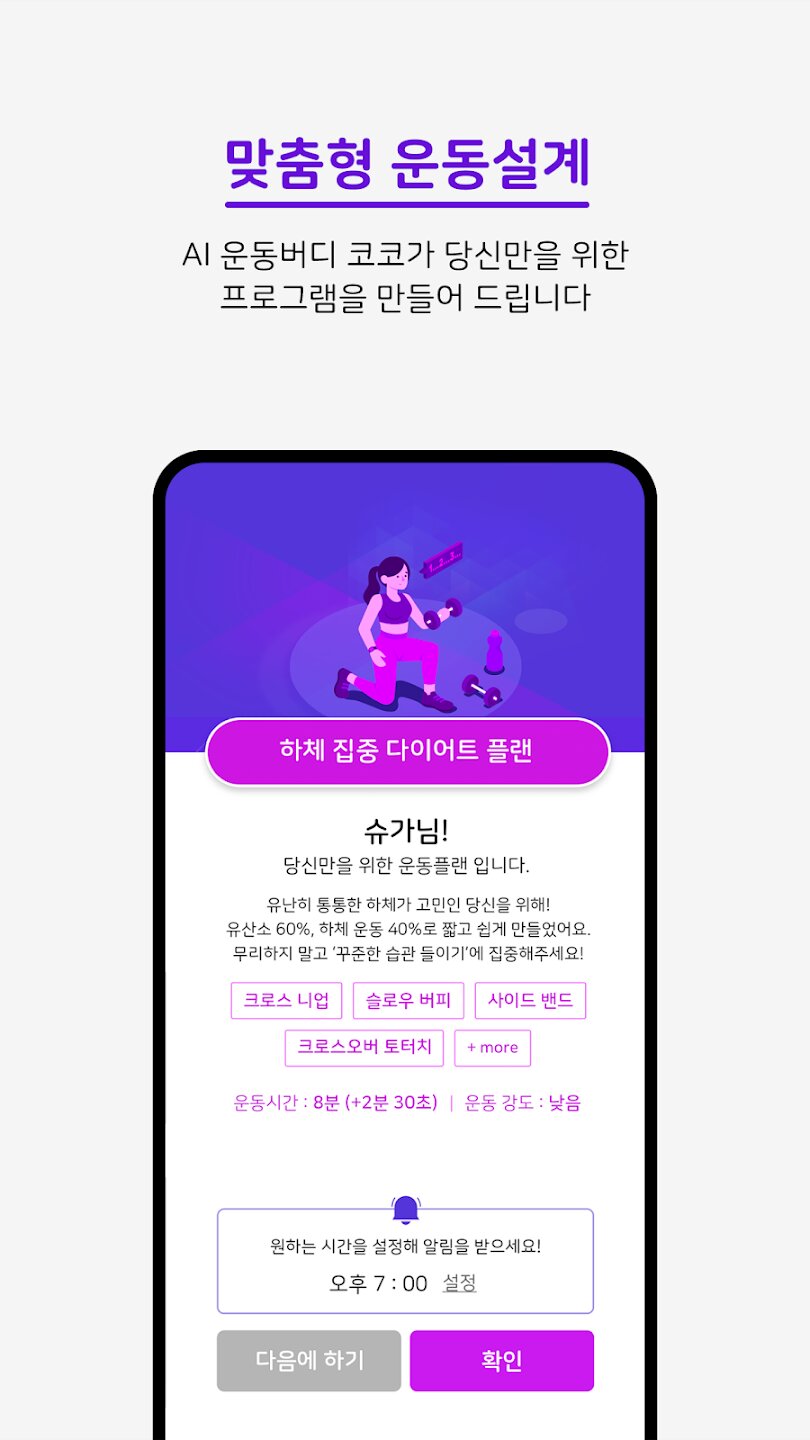 맞춤형 운동설계
AI 운동버디 코코가 당신만을 위한
프로그램을 만들어 드립니다
1...2...3...
하체 집중 다이어트 플랜
슈가님!
당신만을 위한 운동플랜 입니다.
유난히 통통한 하체가 고민인 당신을 위해!
유산소 60%, 하체 운동 40%로 짧고 쉽게 만들었어요.
무리하지 말고 ‘꾸준한 습관 들이기’에 집중해주세요!
크로스 니업 슬로우 버피 사이드 밴드
크로스오버 토터치 + more
운동시간 : 8분 (+2분 30초) | 운동 강도 : 낮음
원하는 시간을 설정해 알림을 받으세요!
오후 7 : 00 설정
다음에 하기 확인